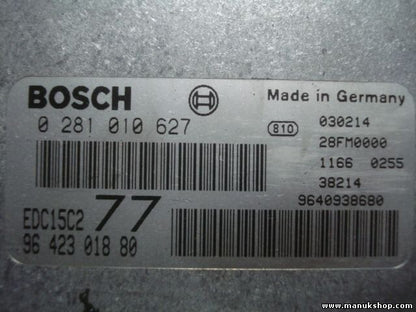 BOSCH
Made in Germany
0 281 010 627
810
030214
28FM0000
1166 0255
38214
9640938680
EDC15C2 77
96 423 018 80
www.manukshop.com